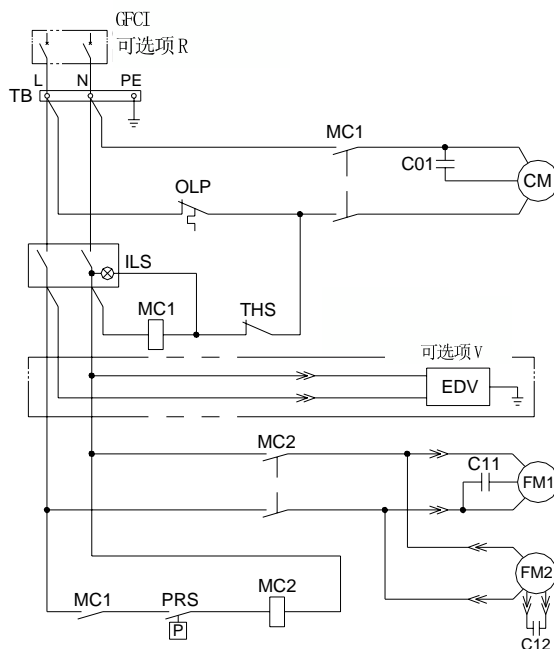 GFCI
可选项R
L N PE
TB
MC1
C01
CM
OLP
ILS
MC1
THS
可选项V
EDV
MC2
C11
FM1
FM2
MC1
PRS
MC2
P
C12